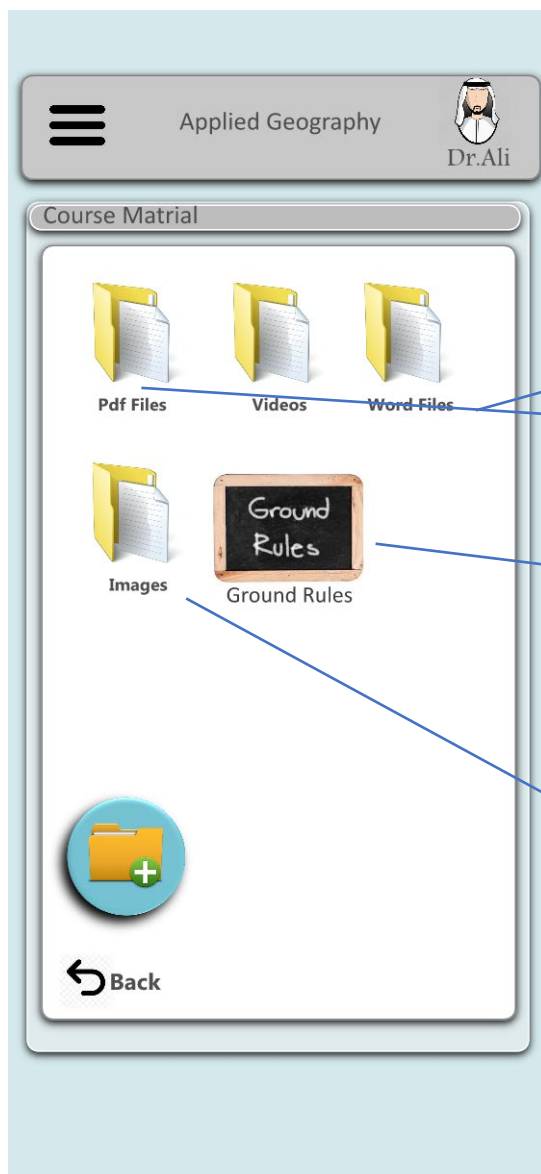 Applied Geography
Dr.Ali
Course Matrial
Pdf Files
Videos
Word Files
Ground
Rules
Images
Ground Rules
Back